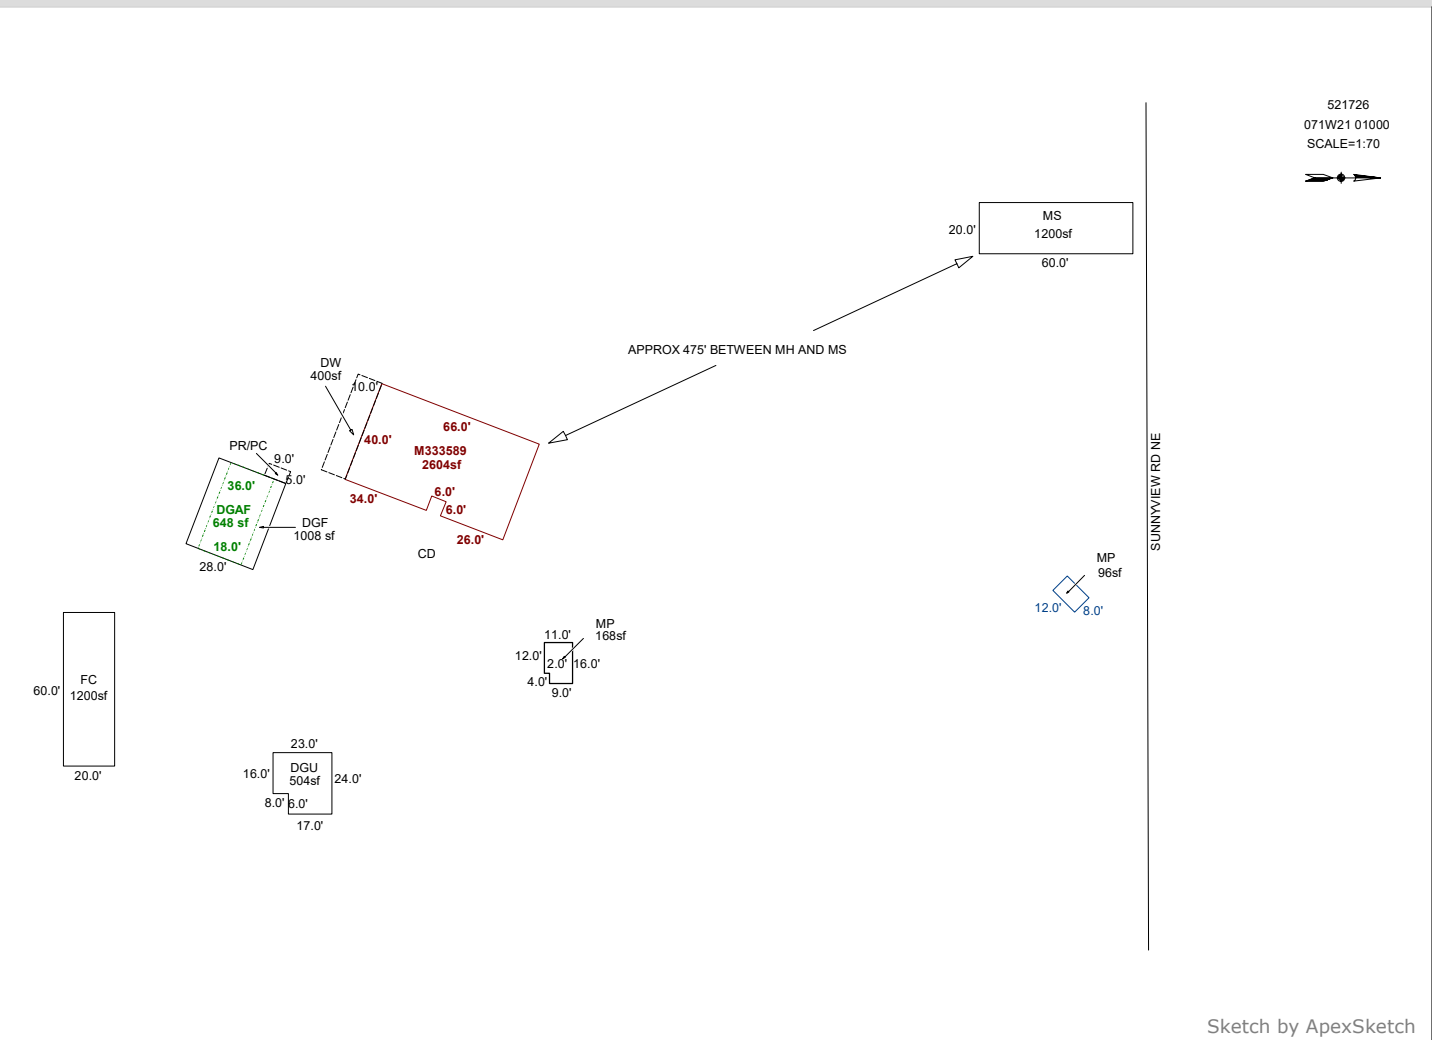 521726
071W21 01000
SCALE=1:70
MS
1200sf
20.0'
60.0'
APPROX 475' BETWEEN MH AND MS
DW
400sf
10.0'
66.0'
40.0'
M333589
2604sf
34.0'
6.0'
6.0'
26.0'
CD
PR/PC
9.0'
5.0'
36.0'
DGAF
648 sf
18.0'
28.0'
DGF
1008 sf
SUNNYVIEW RD NE
MP
96sf
12.0'
8.0'
MP
168sf
11.0'
12.0'
2.0'
16.0'
4.0'
9.0'
FC
1200sf
60.0'
20.0'
23.0'
DGU
504sf
16.0'
24.0'
8.0'
6.0'
17.0'
Sketch by ApexSketch